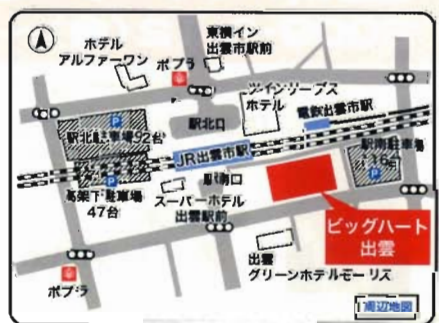 ホテル
アルファーワン
ポプラ
東横イン
出雲市駅前
ツインリーブス
ホテル
電鉄出雲市駅
駅北口
駅北駐車場92台
P
JR出雲市駅
駅南駐車場
P
駅南口
高架下駐車場
47台
P
スーパーホテル
出雲駅前
ビッグハート
出雲
出雲
グリーンホテルモーリス
ポプラ
周辺地図